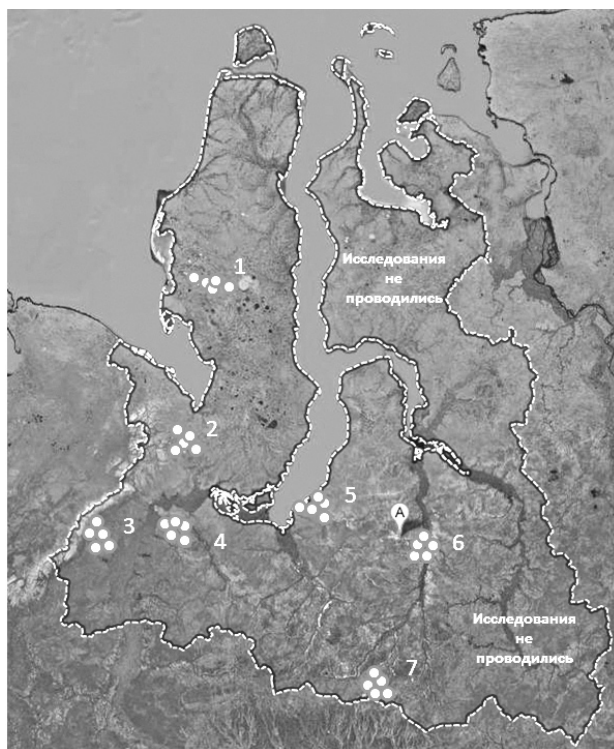 1
Исследования
не
проводились
2
5
3
4
А
6
Исследования
не
проводились
7